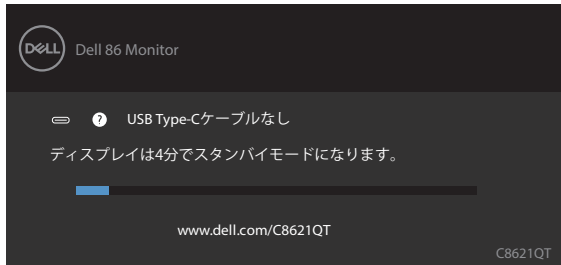 DELL
Dell 86 Monitor
? USB Type-Cケーブルなし
ディスプレイは4分でスタンバイモードになります。
www.dell.com/C8621QT
C8621QT